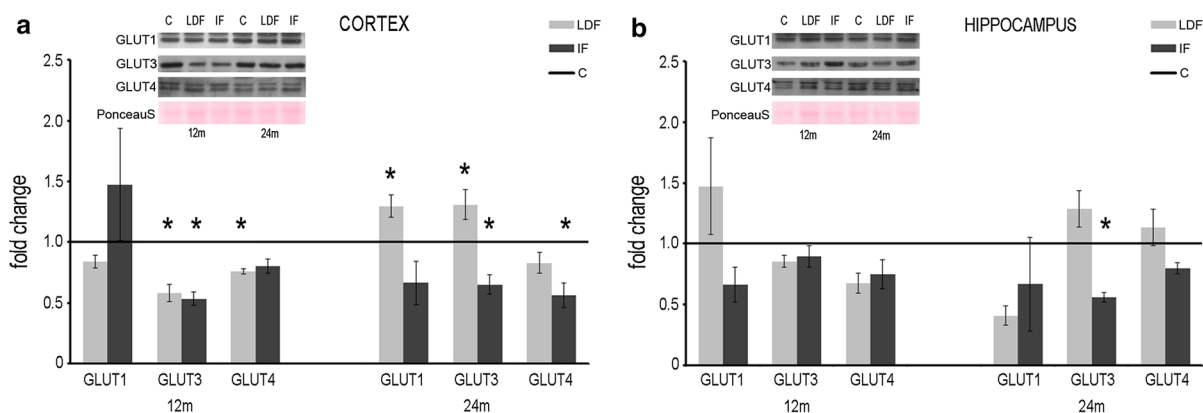 a
CORTEX
C LDF IF C LDF IF
GLUT1
GLUT3
GLUT4
PonceauS
12m 24m
LDF
IF
C
fold change
2.5
2.0
1.5
1.0
0.5
0
* * * * * * *
GLUT1 GLUT3 GLUT4 GLUT1 GLUT3 GLUT4
12m 24m
b
HIPPOCAMPUS
C LDF IF C LDF IF
GLUT1
GLUT3
GLUT4
PonceauS
12m 24m
LDF
IF
C
fold change
2.5
2.0
1.5
1.0
0.5
0
*
GLUT1 GLUT3 GLUT4 GLUT1 GLUT3 GLUT4
12m 24m